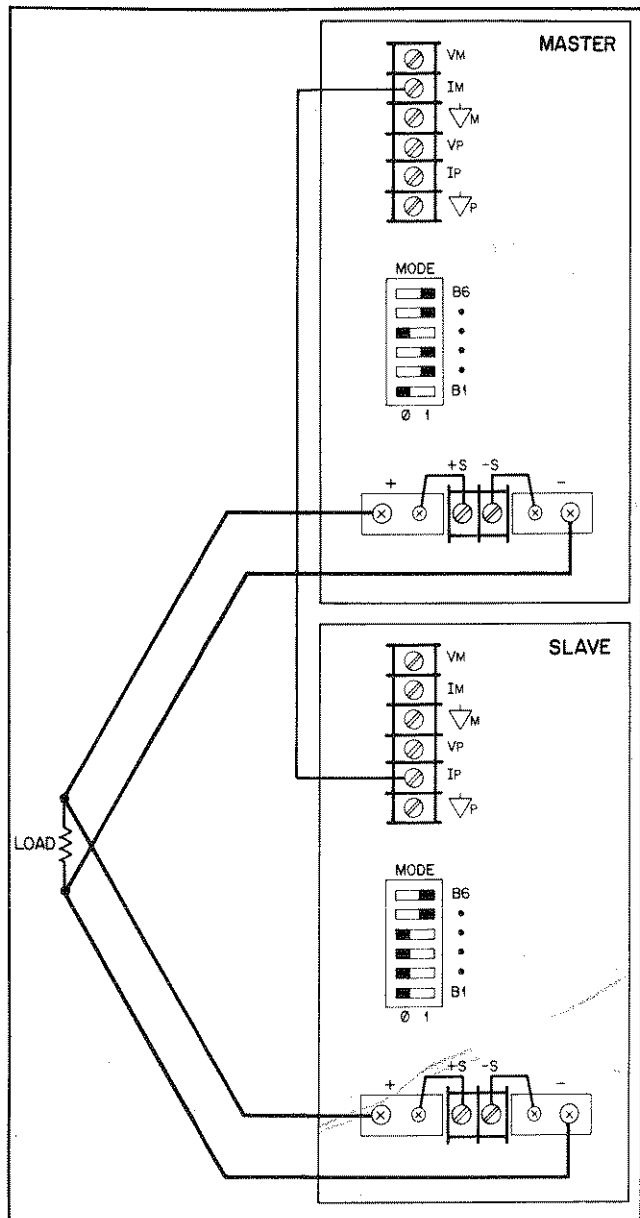 MASTER
VM
IM
M
VP
IP
P
MODE
B6
B1
Ø 1
+ +S -S -
SLAVE
VM
IM
M
VP
IP
P
LOAD
MODE
B6
B1
Ø 1
+ +S -S -